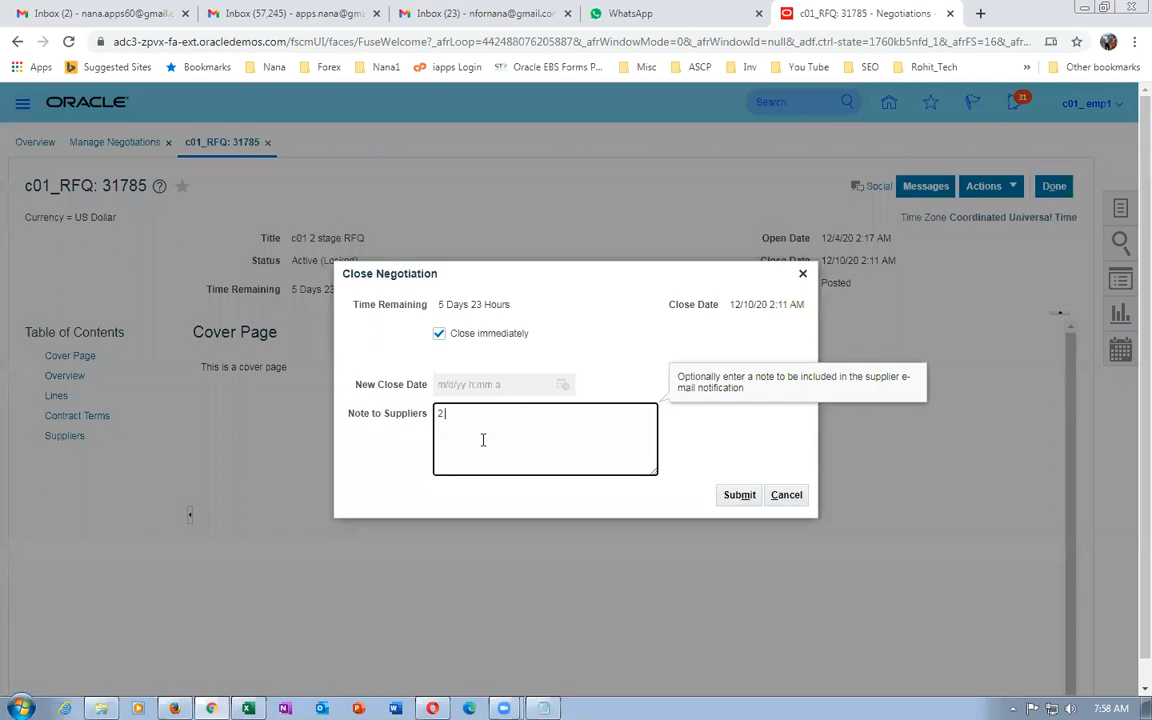 Inbox (2) - nana.apps60@gmail.c
Inbox (57,245) - apps.nana@gm
Inbox (23) - nfornana@gmail.co
WhatsApp
c01_RFQ: 31785 - Negotiations -
adc3-zpvx-fa-ext.oracledemos.com/fscmUI/faces/FuseWelcome?_afrLoop=442488076205887&_afrWindowMode=0&_afrWindowId=null&_adf.ctrl-state=1760kb5nfd_1&_afrFS=16&_afrM...
Apps Suggested Sites Bookmarks Nana Forex Nana1 iapps Login Oracle EBS Forms P... Misc ASCP Inv You Tube SEO Rohit_Tech » Other bookmarks
ORACLE Search 31 c01_ emp1
Overview Manage Negotiations × c01_RFQ: 31785 ×
c01_RFQ: 31785 Social Messages Actions Done
Currency = US Dollar Time Zone Coordinated Universal Time
Title c01 2 stage RFQ Open Date 12/4/20 2:17 AM
Status Active (Locked) Close Date 12/10/20 2:11 AM
Time Remaining 5 Days 23 Posted
Table of Contents
Cover Page
Overview
Lines
Contract Terms
Suppliers
Cover Page
This is a cover page
Close Negotiation
Time Remaining 5 Days 23 Hours Close Date 12/10/20 2:11 AM
Close immediately
New Close Date m/d/yy h:mm a
Note to Suppliers 2
Optionally enter a note to be included in the supplier e-
mail notification
Submit Cancel
7:58 AM